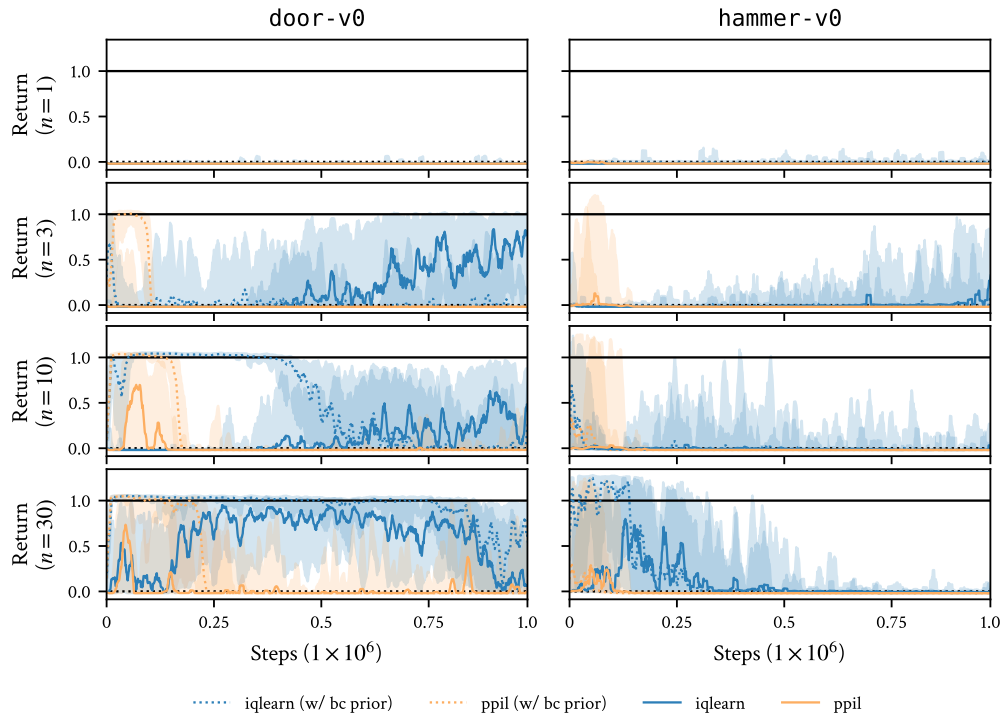 door-v0
hammer-v0
Return
(n = 1)
1.0
0.5
0.0
Return
(n = 3)
1.0
0.5
0.0
Return
(n = 10)
1.0
0.5
0.0
Return
(n = 30)
1.0
0.5
0.0
0 0.25 0.5 0.75 1.0
0 0.25 0.5 0.75 1.0
Steps (1 × 10⁶)
Steps (1 × 10⁶)
iqlearn (w/ bc prior) ppil (w/ bc prior) iqlearn ppil